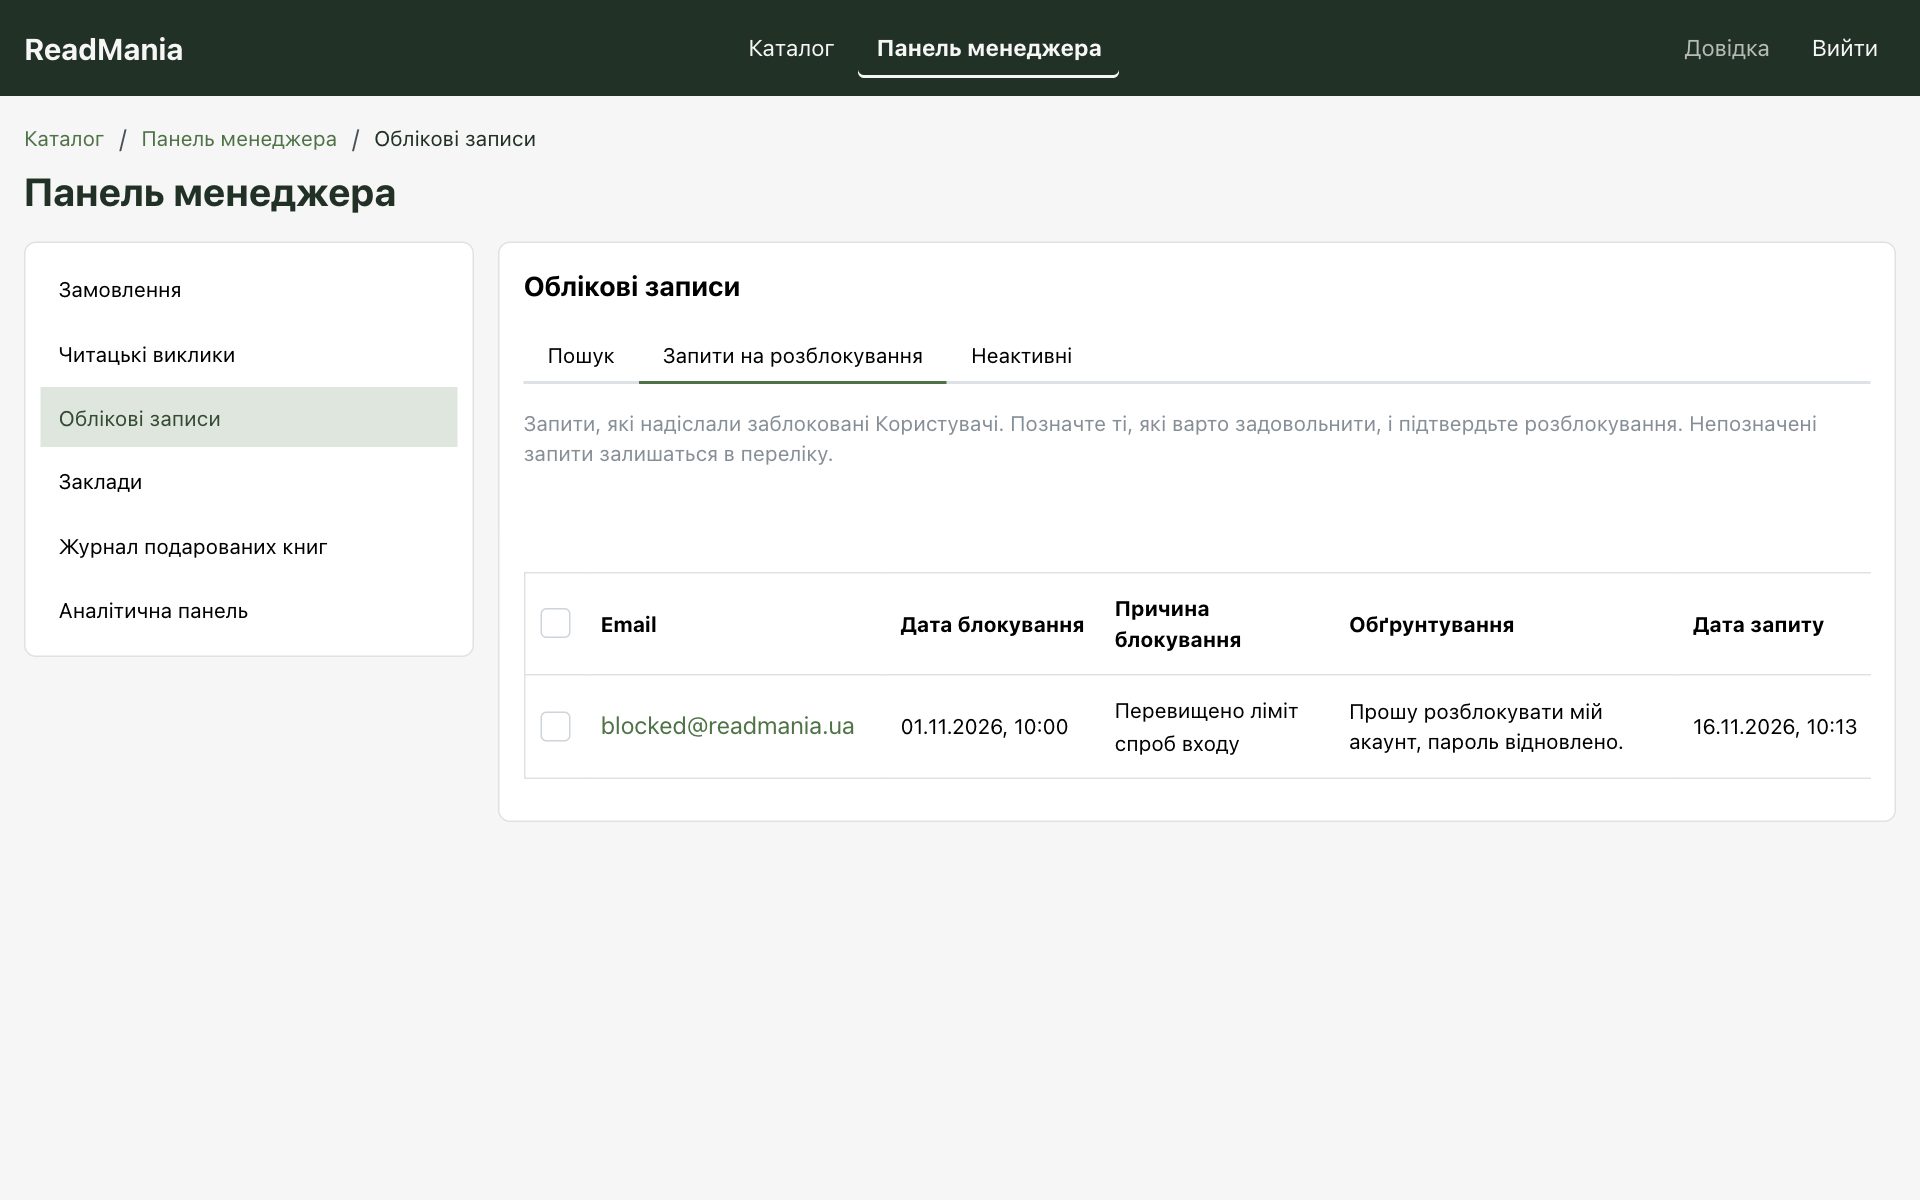 ReadMania
Каталог
Панель менеджера
Довідка
Вийти
Каталог / Панель менеджера / Облікові записи
Панель менеджера
Замовлення
Читацькі виклики
Облікові записи
Заклади
Журнал подарованих книг
Аналітична панель
Облікові записи
Пошук
Запити на розблокування
Неактивні
Запити, які надіслали заблоковані Користувачі. Позначте ті, які варто задовольнити, і підтвердьте розблокування. Непозначені
запити залишаться в переліку.
Email
Дата блокування
Причина
блокування
Обґрунтування
Дата запиту
blocked@readmania.ua
01.11.2026, 10:00
Перевищено ліміт
спроб входу
Прошу розблокувати мій
акаунт, пароль відновлено.
16.11.2026, 10:13